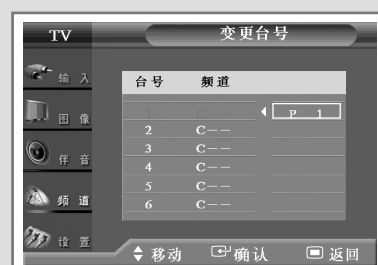 TV
变更台号
输 入
图 像
伴 音
频 道
设 置
台号 频道
1 C-- P 1
2 C--
3 C--
4 C--
5 C--
6 C--
移动 确认 返回